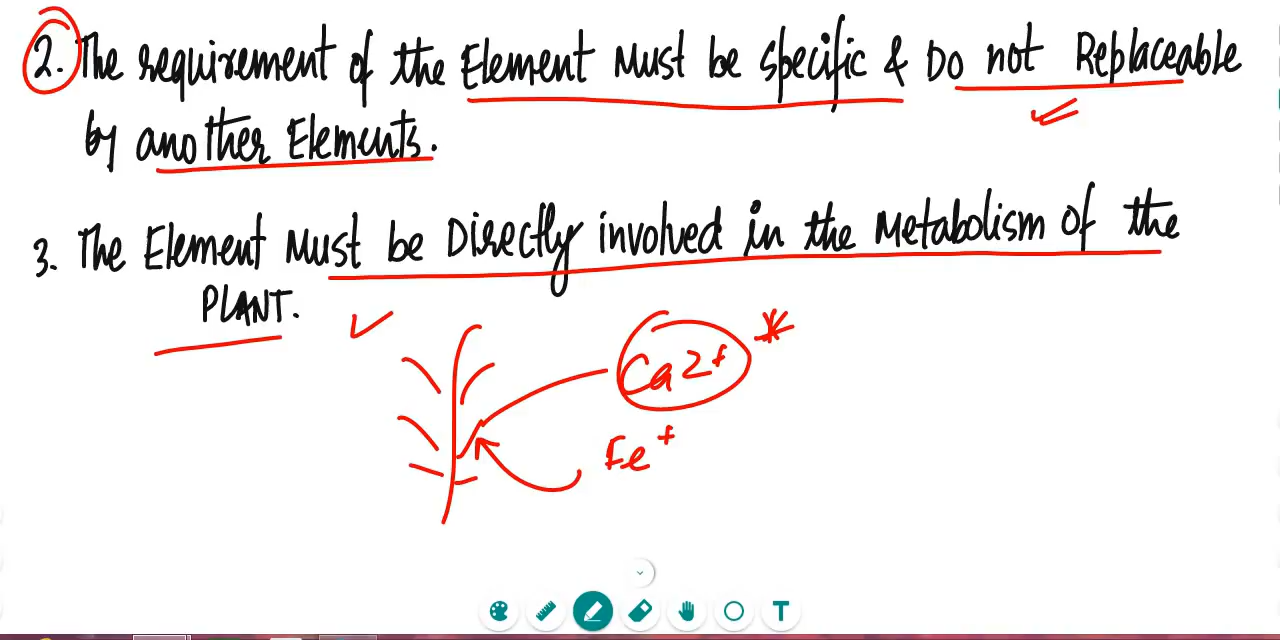 2. The requirement of the Element Must be specific & Do not Replaceable
by another Elements.
3. The Element Must be Directly involved in the Metabolism of the
PLANT.
Ca2+ *
Fe+
T